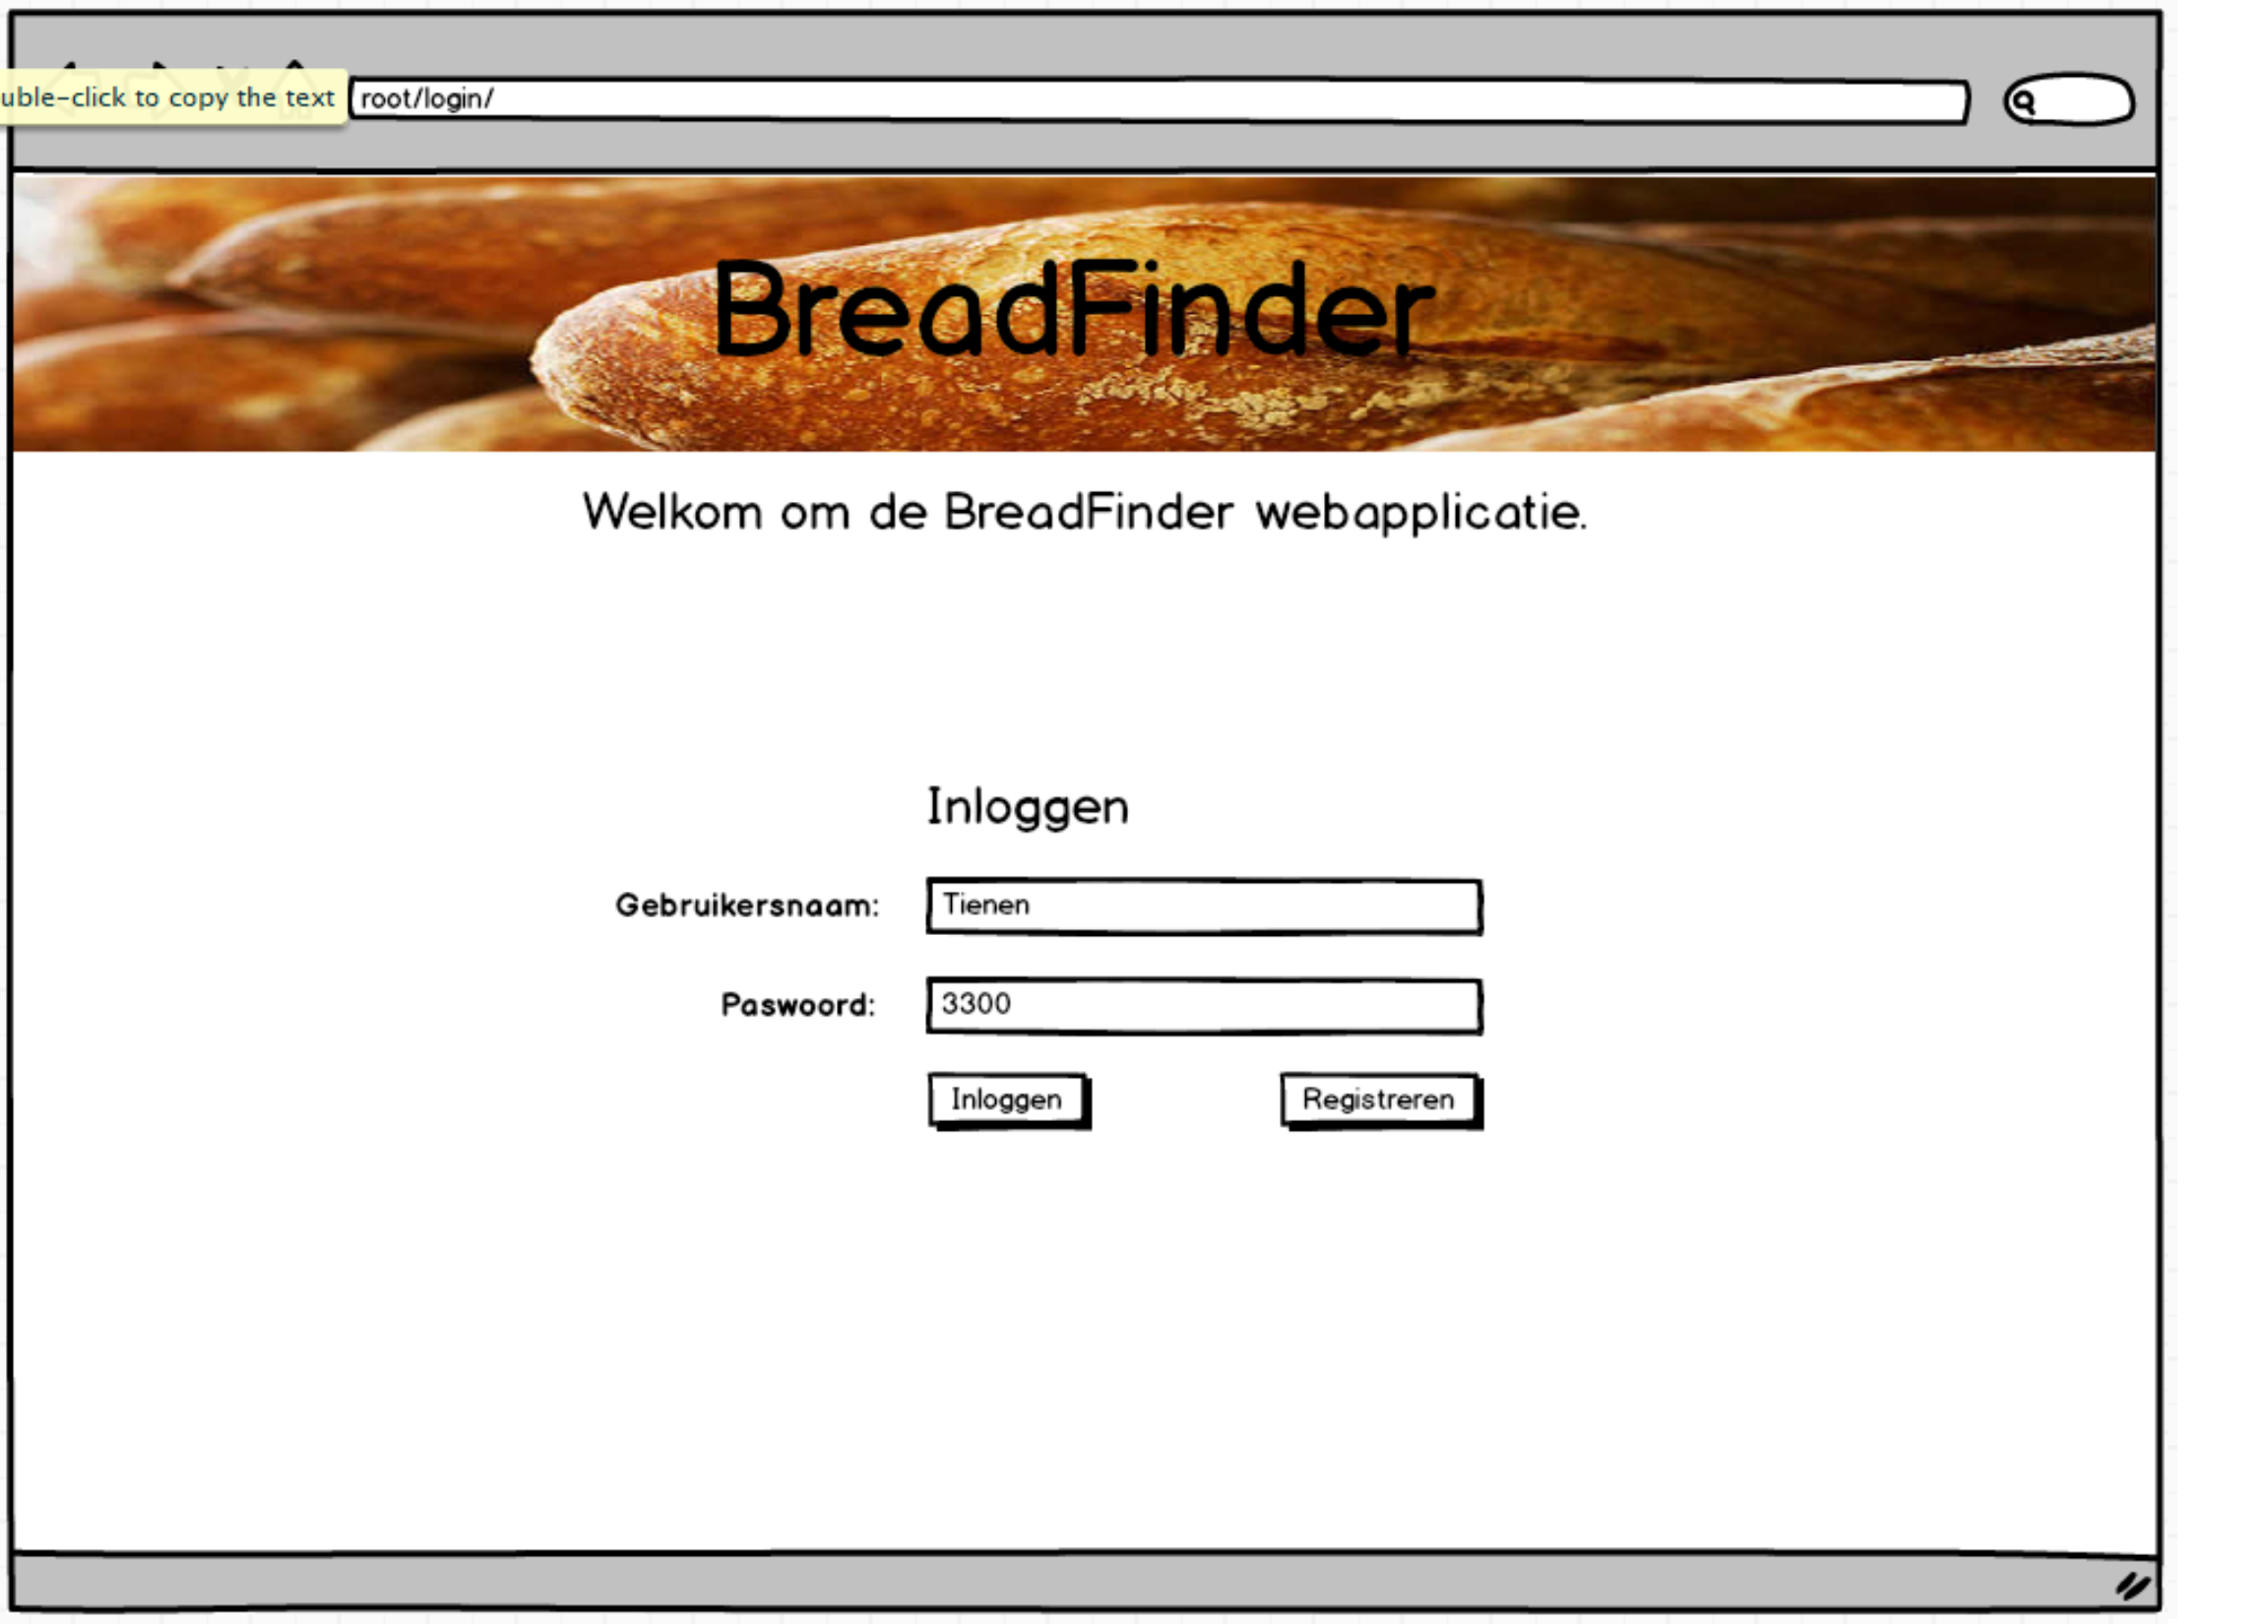 uble-click to copy the text
root/login/
BreadFinder
Welkom om de BreadFinder webapplicatie.
Inloggen
Gebruikersnaam: Tienen
Paswoord: 3300
Inloggen Registreren